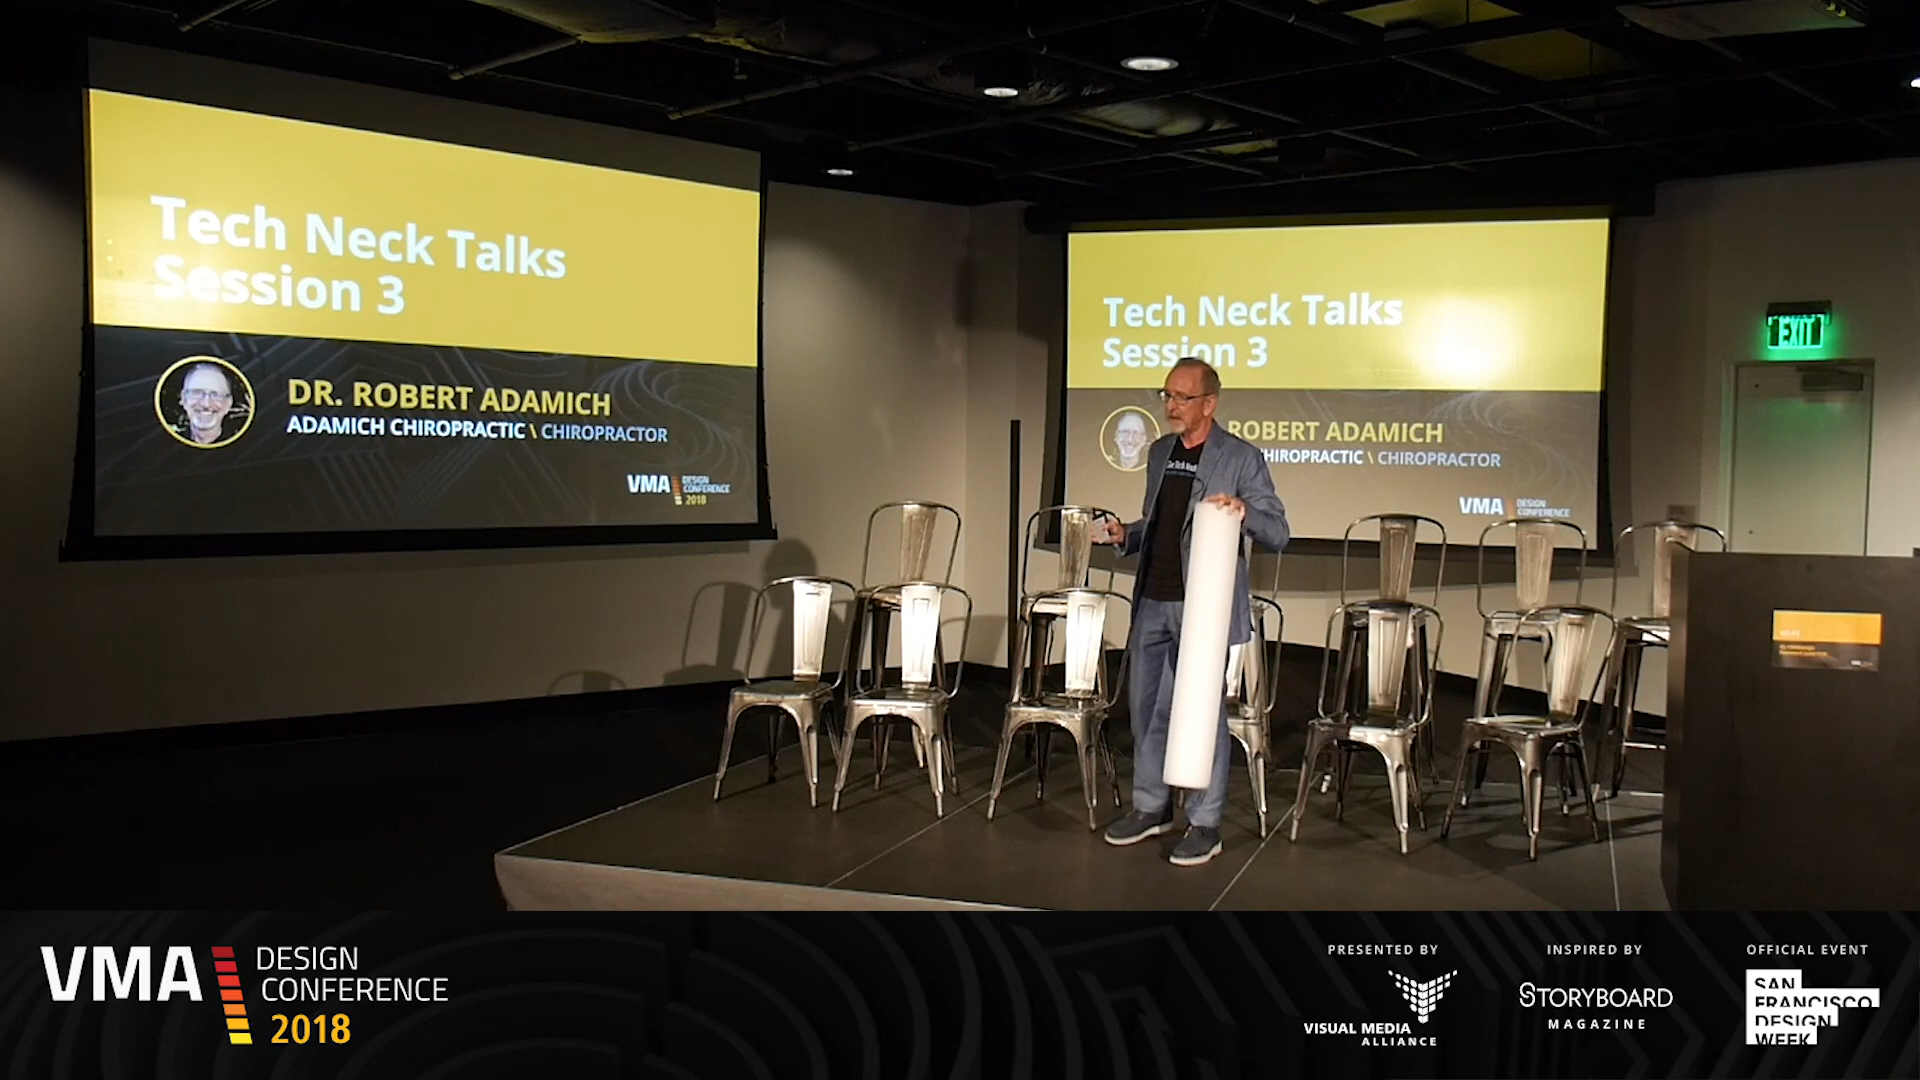 Tech Neck Talks
Session 3
DR. ROBERT ADAMICH
ADAMICH CHIROPRACTIC \ CHIROPRACTOR
VMA DESIGN
CONFERENCE
2018
Tech Neck Talks
Session 3
ROBERT ADAMICH
CHIROPRACTIC \ CHIROPRACTOR
VMA DESIGN
CONFERENCE
EXIT
VMA DESIGN
CONFERENCE
2018
PRESENTED BY
VISUAL MEDIA
ALLIANCE
INSPIRED BY
STORYBOARD
MAGAZINE
OFFICIAL EVENT
SAN
FRANCISCO
DESIGN
WEEK